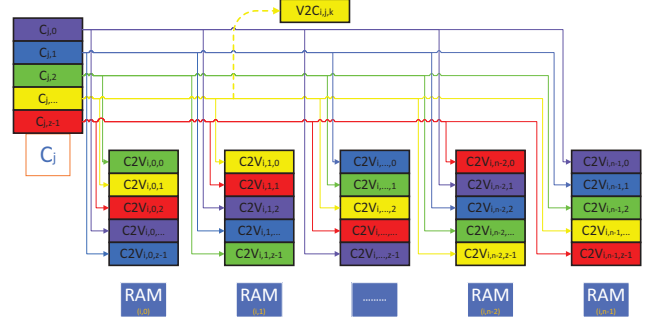 V2Ci,j,k
Cj,0
Cj,1
Cj,2
Cj,...
Cj,z-1
Cj
C2Vi,0,0
C2Vi,0,1
C2Vi,0,2
C2Vi,0,...
C2Vi,0,z-1
C2Vi,1,0
C2Vi,1,1
C2Vi,1,2
C2Vi,1,...
C2Vi,1,z-1
C2Vi,...,0
C2Vi,...,1
C2Vi,...,2
C2Vi,...,...
C2Vi,...,z-1
C2Vi,n-2,0
C2Vi,n-2,1
C2Vi,n-2,2
C2Vi,n-2,...
C2Vi,n-2,z-1
C2Vi,n-1,0
C2Vi,n-1,1
C2Vi,n-1,2
C2Vi,n-1,...
C2Vi,n-1,z-1
RAM
(i,0)
RAM
(i,1)
.........
RAM
(i,n-2)
RAM
(i,n-1)